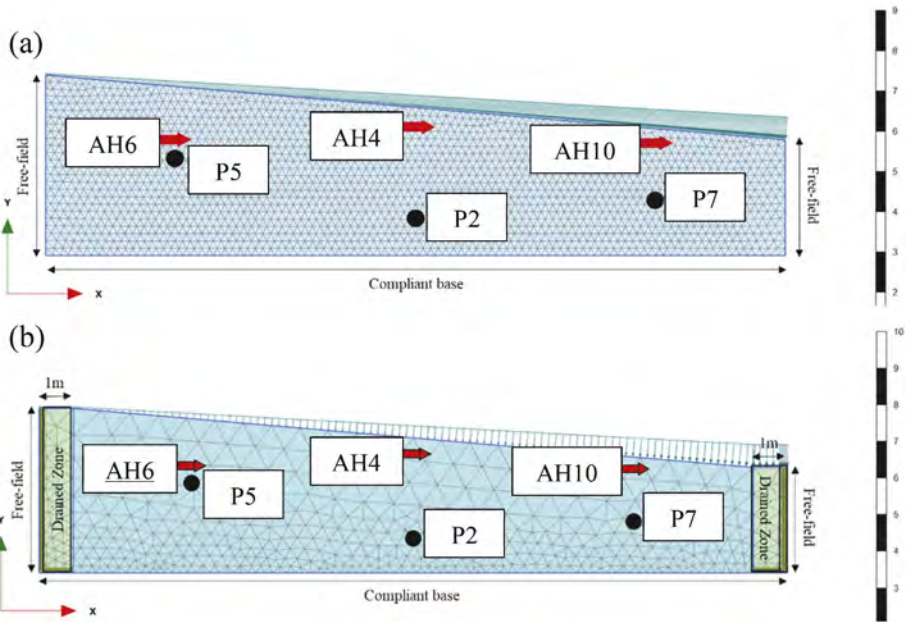 (a)
9
8
7
6
5
4
3
2
AH6
AH4
AH10
P5
P7
P2
Free-field
Free-field
Y
X
Compliant base
(b)
10
9
8
7
6
5
4
3
1m
1m
AH6
AH4
AH10
P5
P7
P2
Free-field
Drained Zone
Drained Zone
Free-field
Y
X
Compliant base